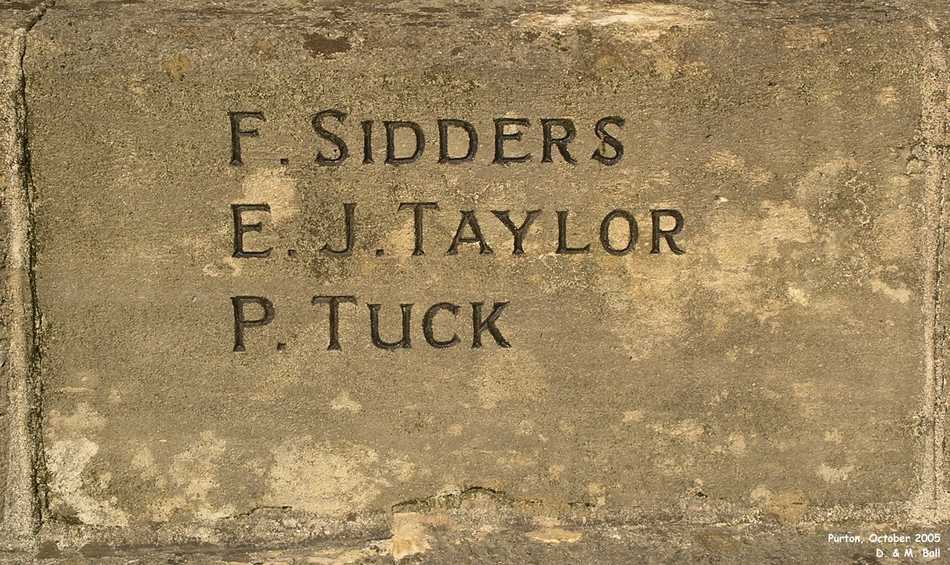 F. SIDDERS
E. J. TAYLOR
P. TUCK
Purton, October 2005
D. & M. Ball